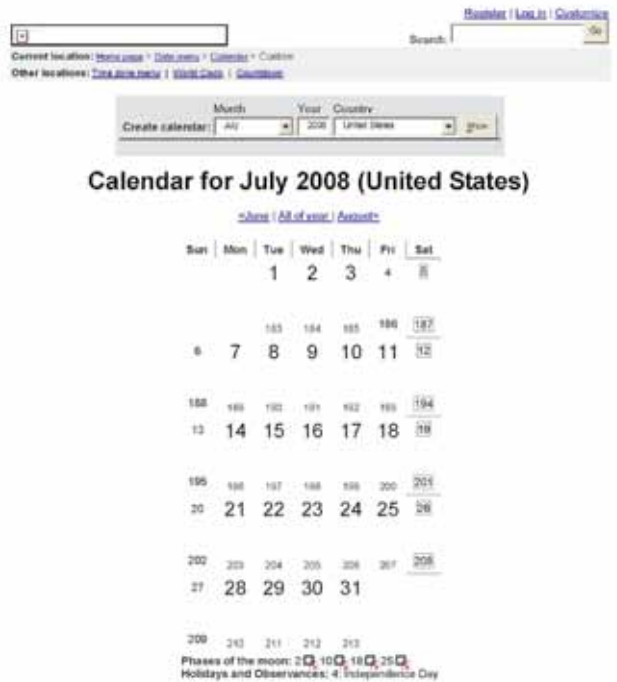 Register | Log in | Customize
Search: Go
Current location: Home page > Date menu > Calendar > Custom
Other locations: Time zone menu | World Clock | Countdown
Month Year Country
Create calendar: July 2008 United States Show
Calendar for July 2008 (United States)
<June | All of year | August>
Sun Mon Tue Wed Thu Fri Sat
1 2 3 4
183 184 185 186 187
6 7 8 9 10 11 12
188 189 190 191 192 193 194
13 14 15 16 17 18 19
195 196 197 198 199 200 201
20 21 22 23 24 25 26
202 203 204 205 206 207 208
27 28 29 30 31
209 210 211 212 213
Phases of the moon: 2 10 18 25
Holidays and Observances: 4: Independence Day